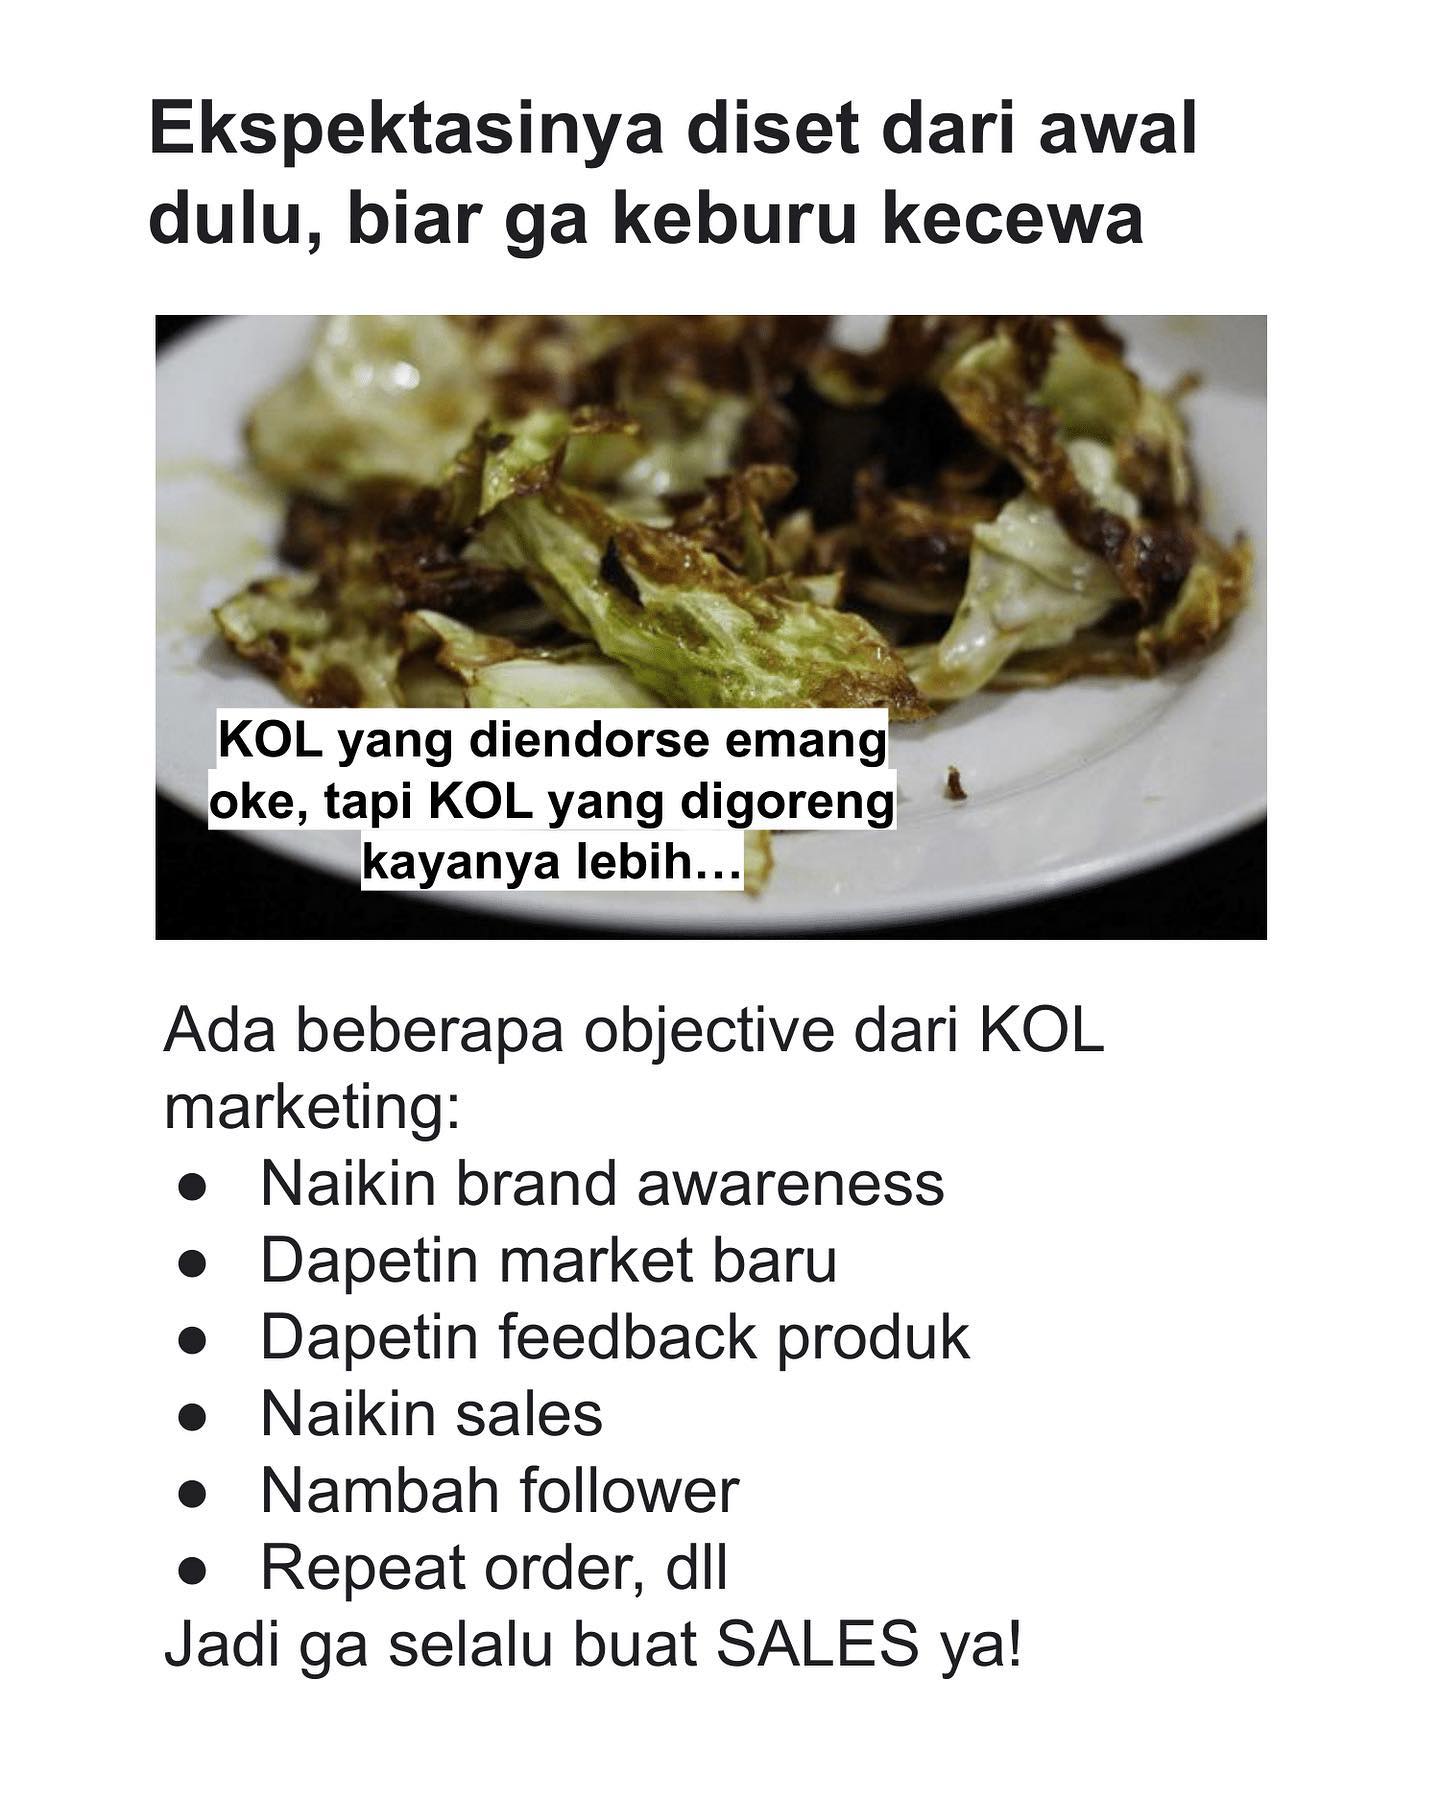 Ekspektasinya diset dari awal
dulu, biar ga keburu kecewa
KOL yang diendorse emang
oke, tapi KOL yang digoreng
kayanya lebih...
Ada beberapa objective dari KOL
marketing:
● Naikin brand awareness
● Dapetin market baru
● Dapetin feedback produk
● Naikin sales
● Nambah follower
● Repeat order, dll
Jadi ga selalu buat SALES ya!